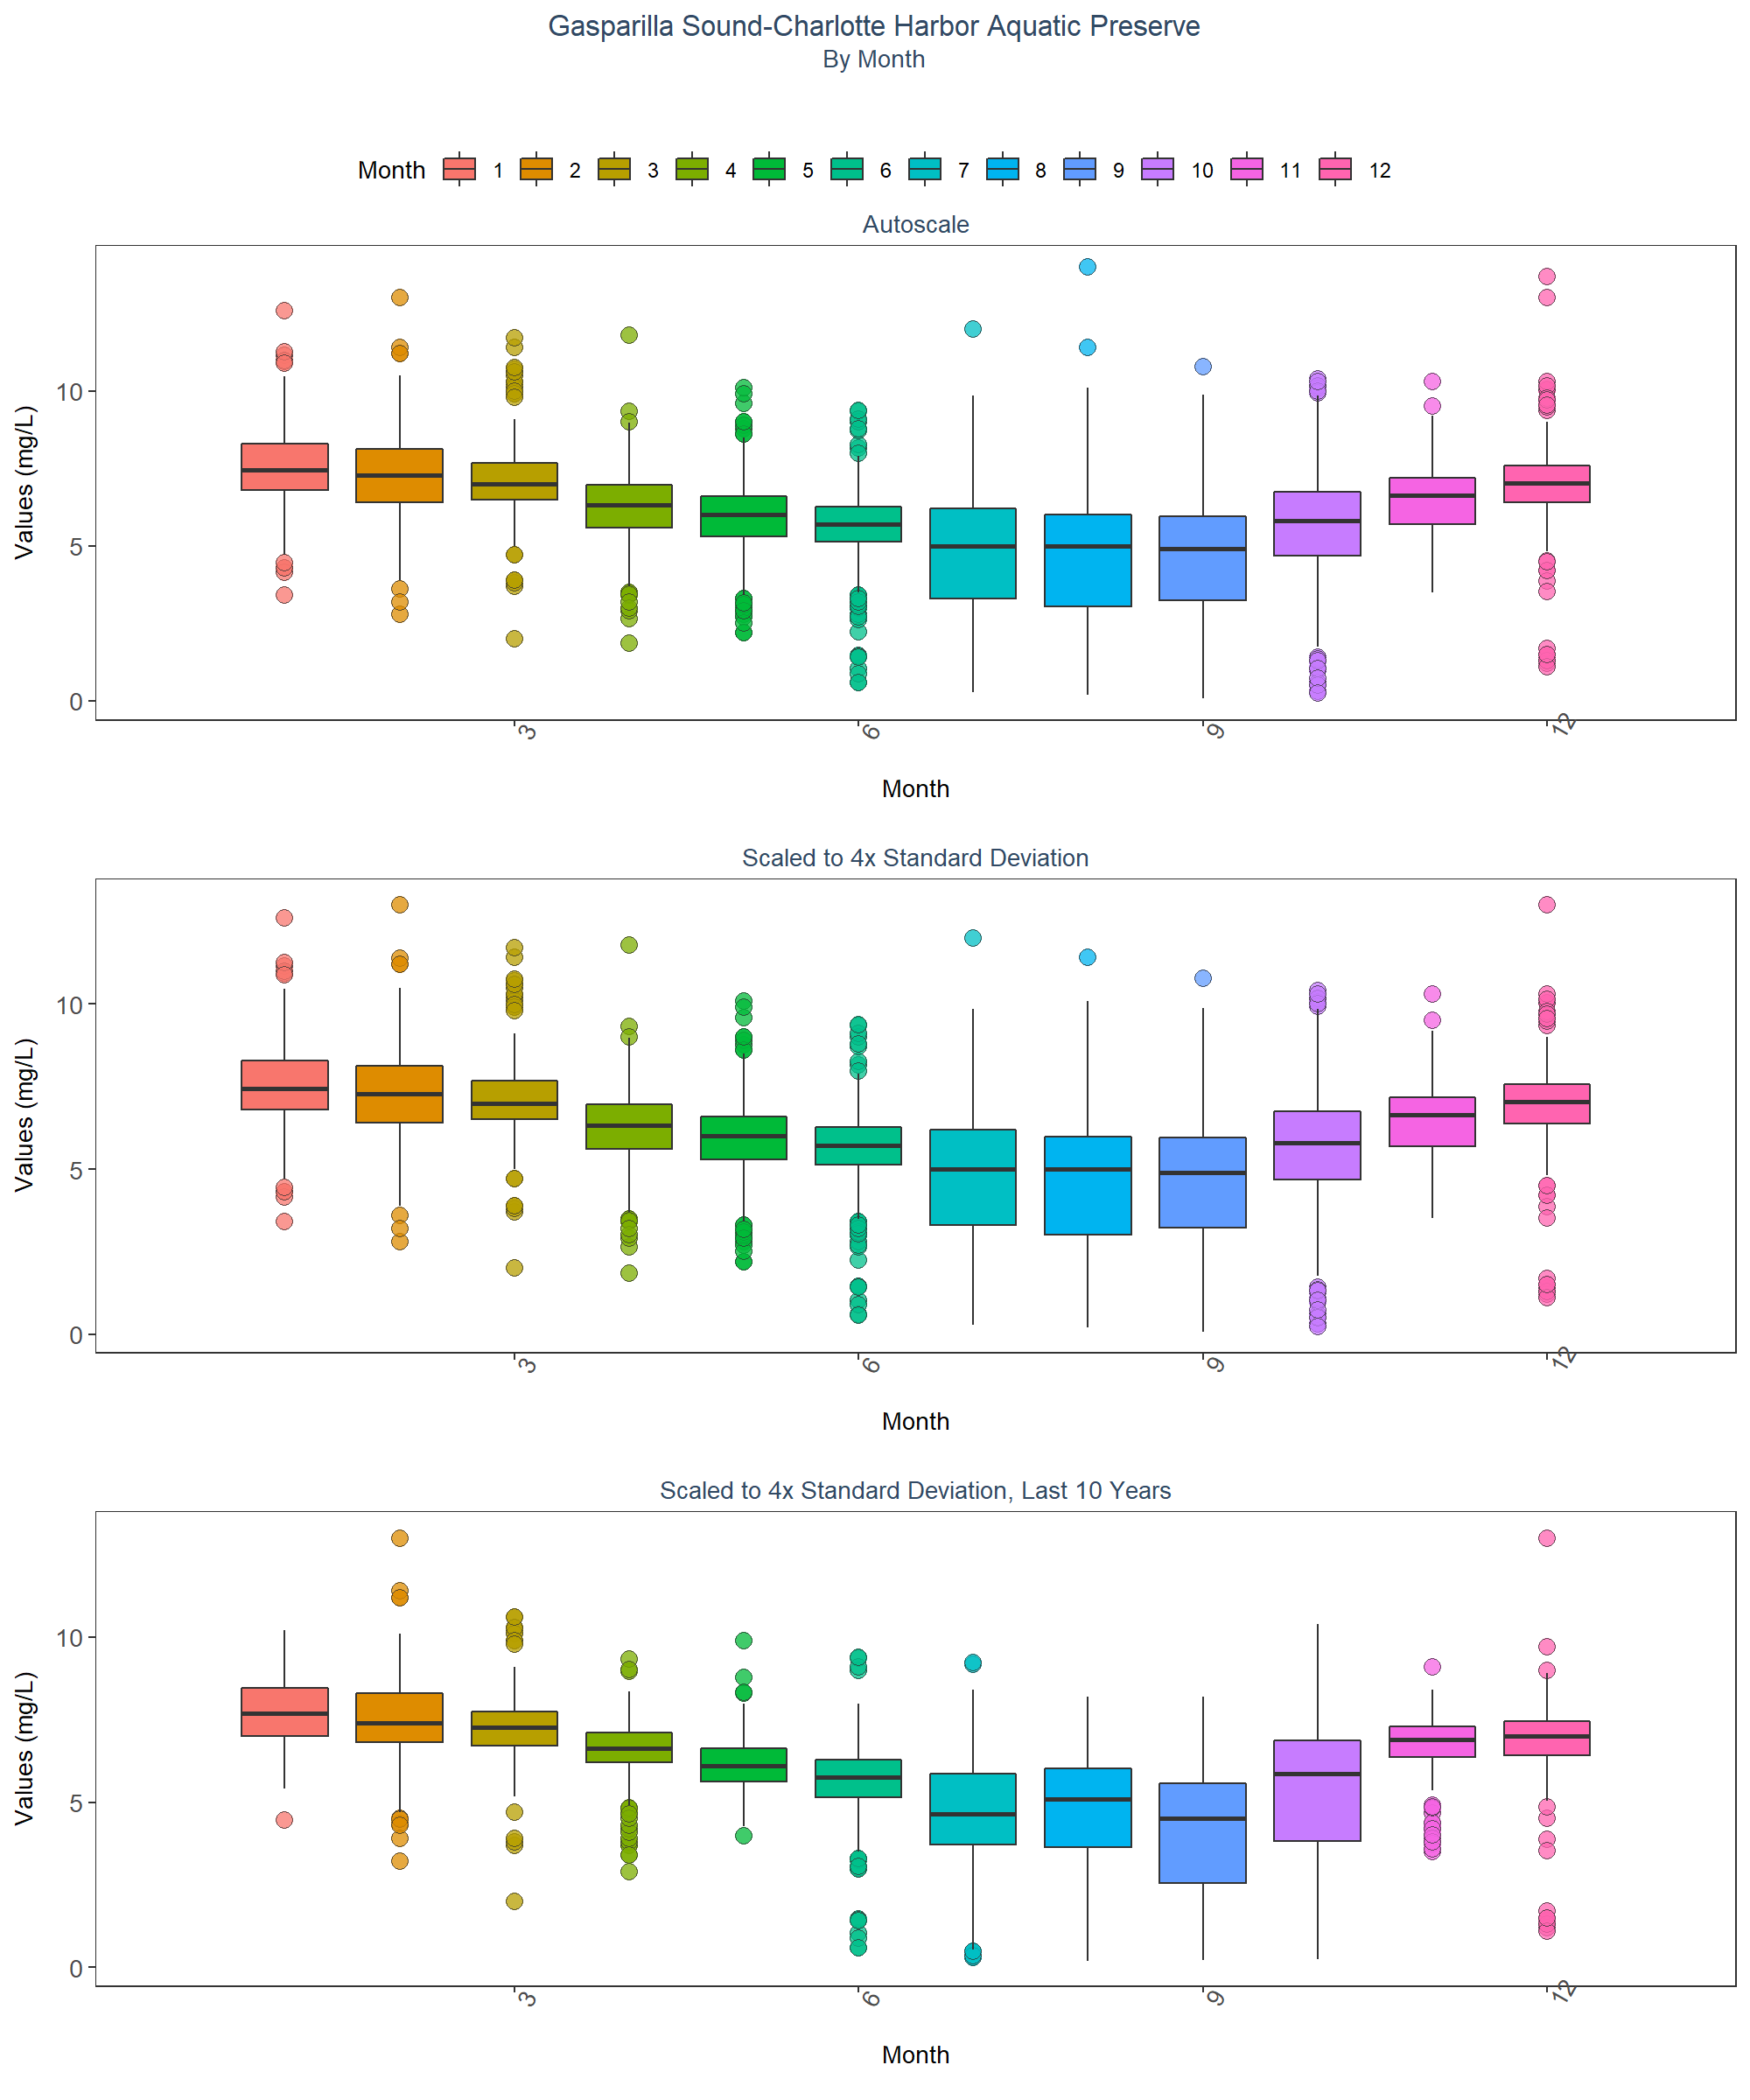 Gasparilla Sound-Charlotte Harbor Aquatic Preserve
By Month
Month 1 2 3 4 5 6 7 8 9 10 11 12
Autoscale
Values (mg/L)
10
5
0
3 6 9 12
Month
Scaled to 4x Standard Deviation
Values (mg/L)
10
5
0
3 6 9 12
Month
Scaled to 4x Standard Deviation, Last 10 Years
Values (mg/L)
10
5
0
3 6 9 12
Month